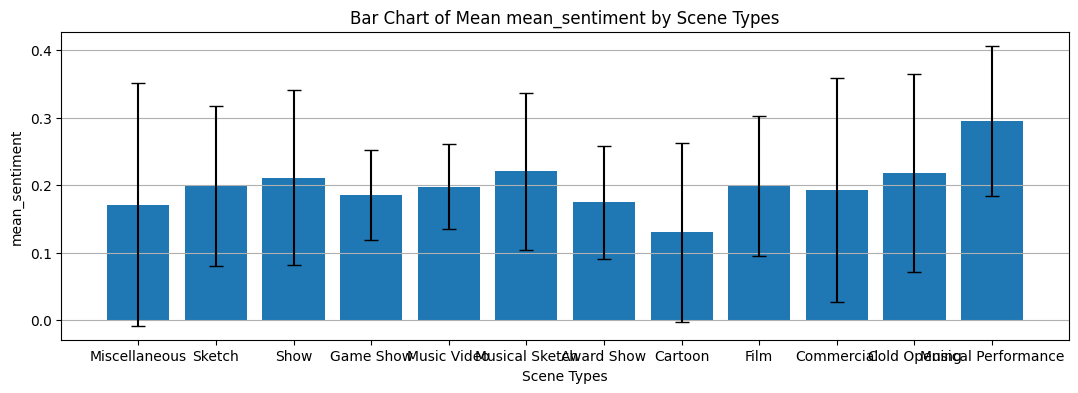 Bar Chart of Mean mean_sentiment by Scene Types
mean_sentiment
0.4
0.3
0.2
0.1
0.0
Miscellaneous Sketch Show Game Show Music Video Musical Sketch Award Show Cartoon Film Commercial Cold Opening Musical Performance
Scene Types